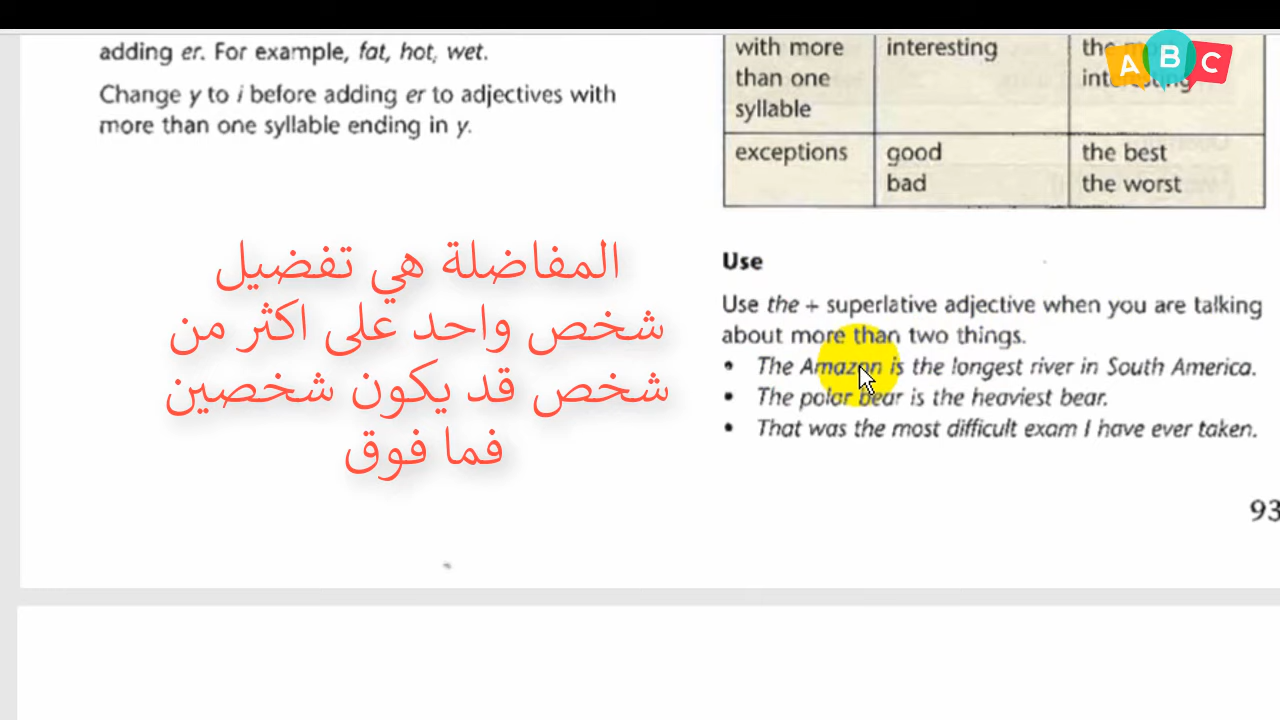 adding er. For example, fat, hot, wet.
Change y to i before adding er to adjectives with
more than one syllable ending in y.
المفاضلة هي تفضيل
شخص واحد على اكثر من
شخص قد يكون شخصين
فما فوق
with more
than one
syllable
interesting
the most
interesting
exceptions
good
bad
the best
the worst
A B C
Use
Use the + superlative adjective when you are talking
about more than two things.
• The Amazon is the longest river in South America.
• The polar bear is the heaviest bear.
• That was the most difficult exam I have ever taken.
93